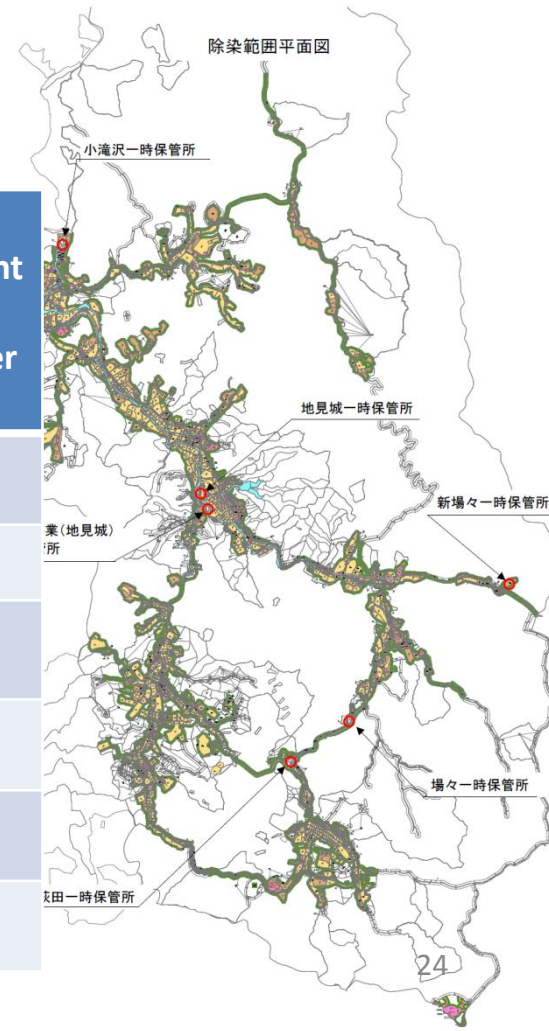 除染範囲平面図
小滝沢一時保管所
nt
er
地見城一時保管所
新場々一時保管所
業(地見城)
所
場々一時保管所
田一時保管所
24